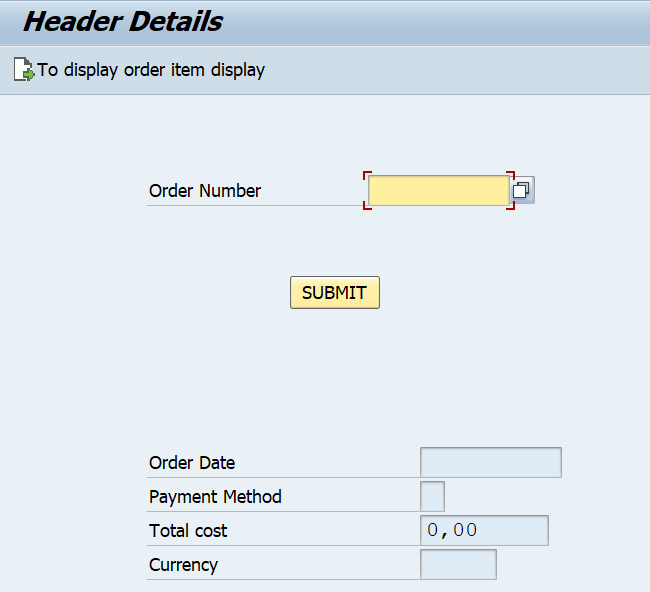 Header Details
To display order item display
Order Number
SUBMIT
Order Date
Payment Method
Total cost 0,00
Currency